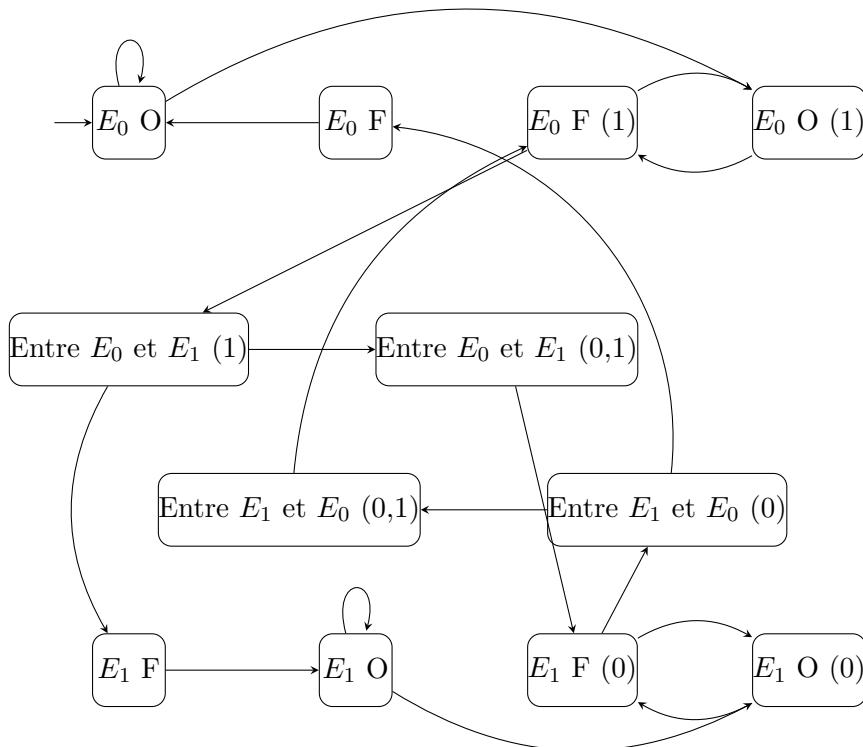 E₀ O
E₀ F
E₀ F (1)
E₀ O (1)
Entre E₀ et E₁ (1)
Entre E₀ et E₁ (0,1)
Entre E₁ et E₀ (0,1)
Entre E₁ et E₀ (0)
E₁ F
E₁ O
E₁ F (0)
E₁ O (0)